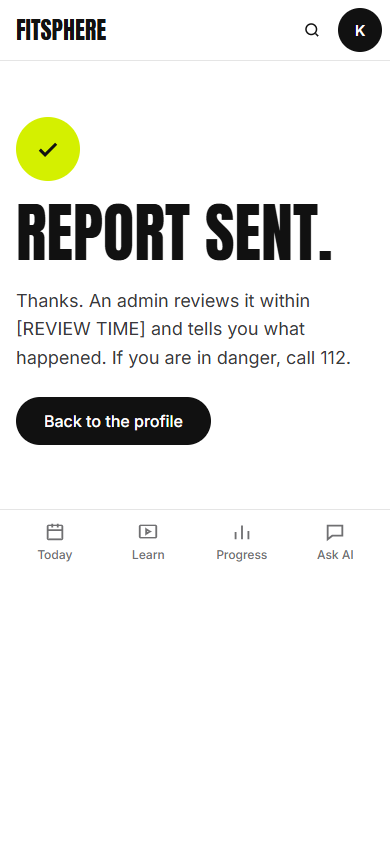 FITSPHERE
K
REPORT SENT.
Thanks. An admin reviews it within
[REVIEW TIME] and tells you what
happened. If you are in danger, call 112.
Back to the profile
Today
Learn
Progress
Ask AI